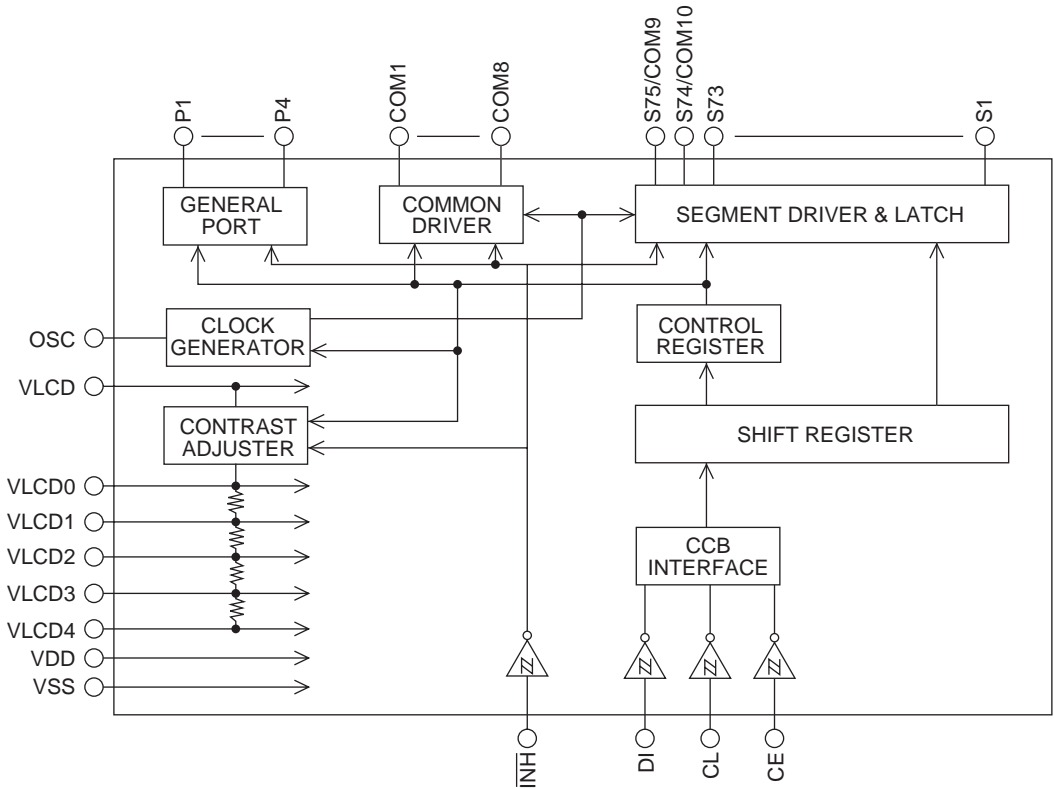 P1
P4
COM1
COM8
S75/COM9
S74/COM10
S73
S1
GENERAL
PORT
COMMON
DRIVER
SEGMENT DRIVER & LATCH
OSC
CLOCK
GENERATOR
CONTROL
REGISTER
VLCD
CONTRAST
ADJUSTER
SHIFT REGISTER
VLCD0
VLCD1
VLCD2
VLCD3
VLCD4
VDD
VSS
CCB
INTERFACE
INH
DI
CL
CE